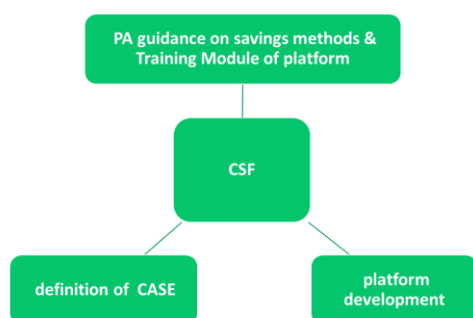 PA guidance on savings methods &
Training Module of platform
CSF
definition of CASE
platform
development